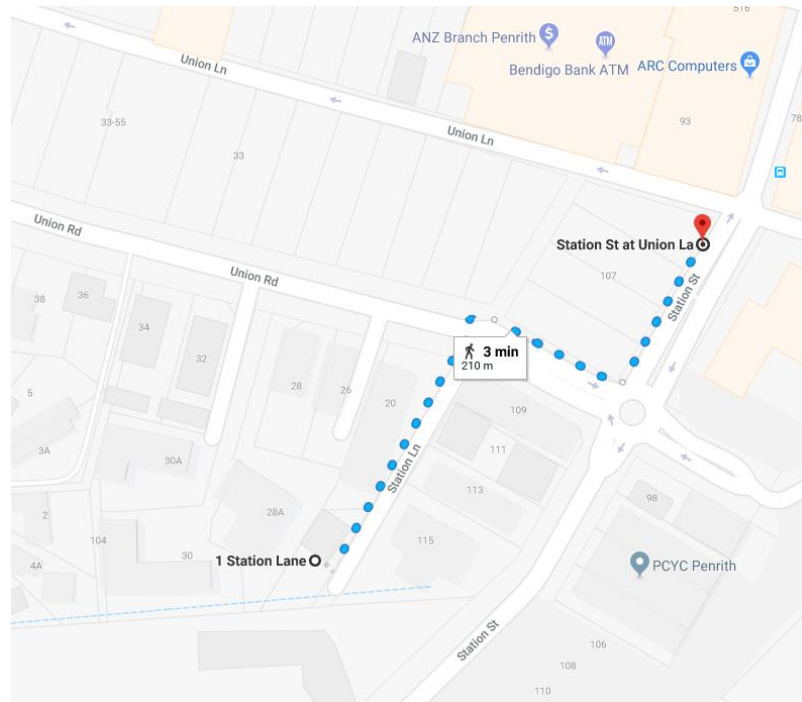 516
ANZ Branch Penrith
$
ATM
Bendigo Bank ATM
ARC Computers
Union Ln
33-55
33
Union Ln
93
78
Union Rd
Station St at Union La
107
Station St
Union Rd
38
36
34
32
28
26
20
3 min
210 m
109
111
113
5
3A
30A
Station Ln
28A
98
2
104
4A
30
1 Station Lane
115
PCYC Penrith
Station St
106
108
110